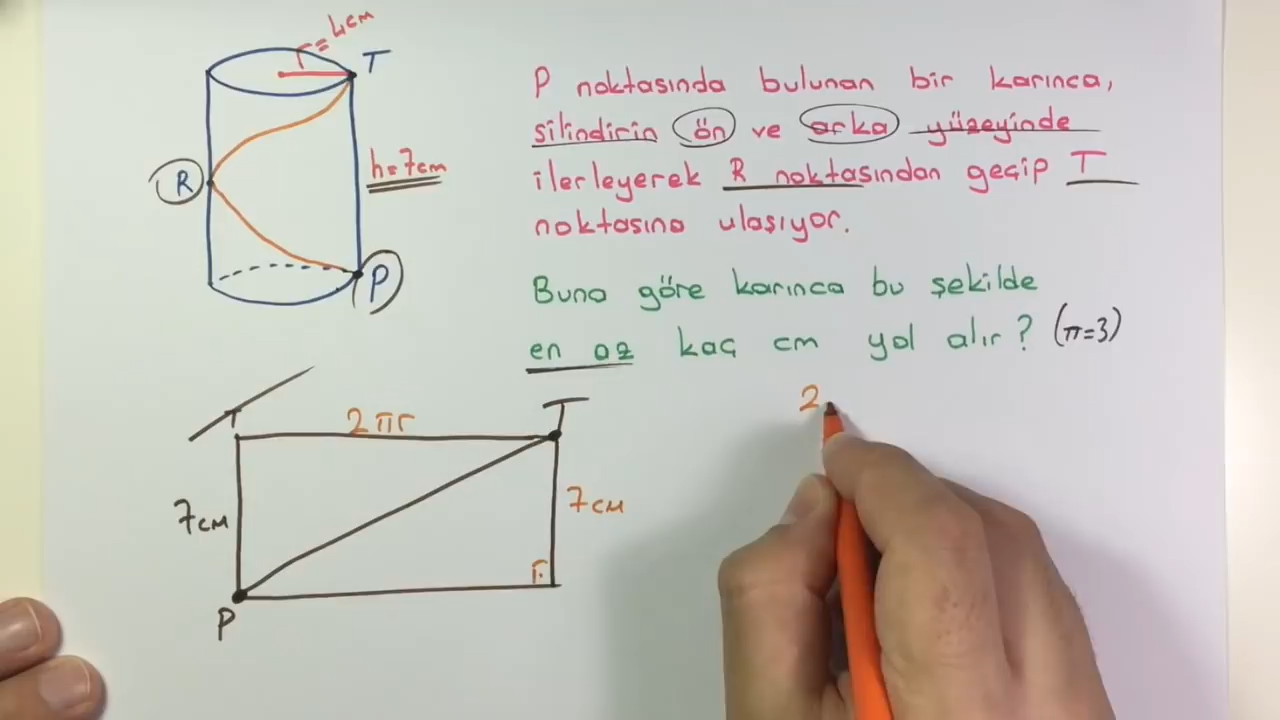 r=4cm
T
R
h=7cm
P
P noktasında bulunan bir karınca,
silindirin ön ve arka yüzeyinde
ilerleyerek R noktasından geçip T
noktasına ulaşıyor.
Buna göre karınca bu şekilde
en az kaç cm yol alır? (π=3)
2
T
2πr
T
7cm
7cm
P